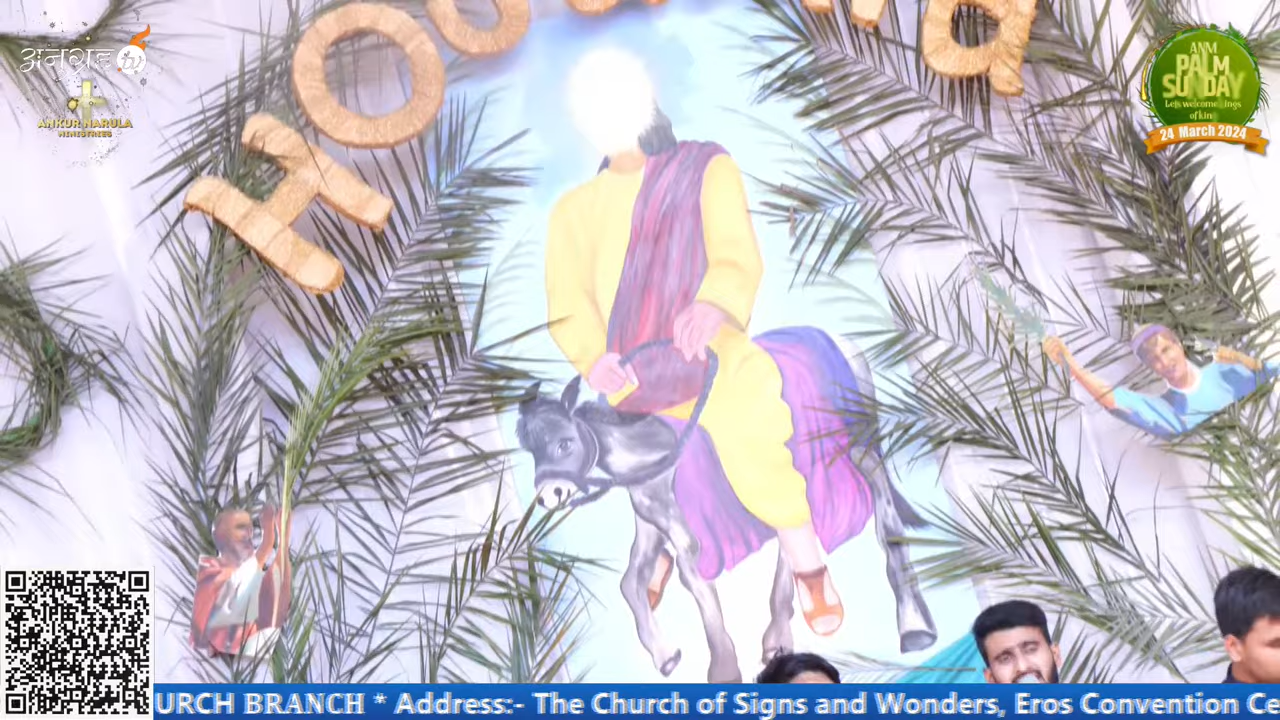 अनग्रह tv
ANKUR NARULA
MINISTRIES
ANM
PALM
SUNDAY
24 March 2024
URCH BRANCH * Address:- The Church of Signs and Wonders, Eros Convention Ce